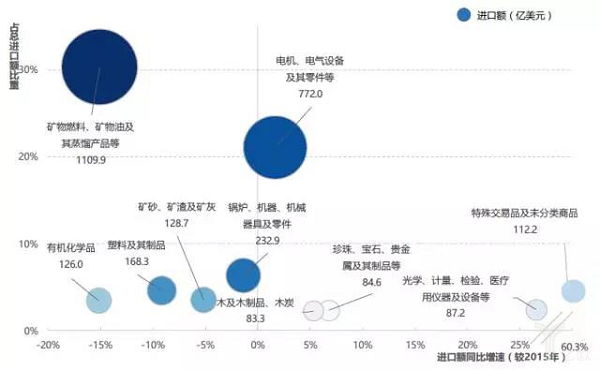 进口额（亿美元）
占总进口额比重
30%
20%
10%
0%
矿物燃料、矿物油及
其蒸馏产品等
1109.9
电机、电气设备
及其零件等
772.0
有机化学品
126.0
塑料及其制品
168.3
矿砂、矿渣及矿灰
128.7
锅炉、机器、机械
器具及零件
232.9
木及木制品、木炭
83.3
珍珠、宝石、贵金
属及其制品等
84.6
光学、计量、检验、医疗
用仪器及设备等
87.2
特殊交易品及未分类商品
112.2
-20%
-15%
-10%
-5%
0%
5%
10%
15%
20%
25%
60.3%
进口额同比增速（较2015年）